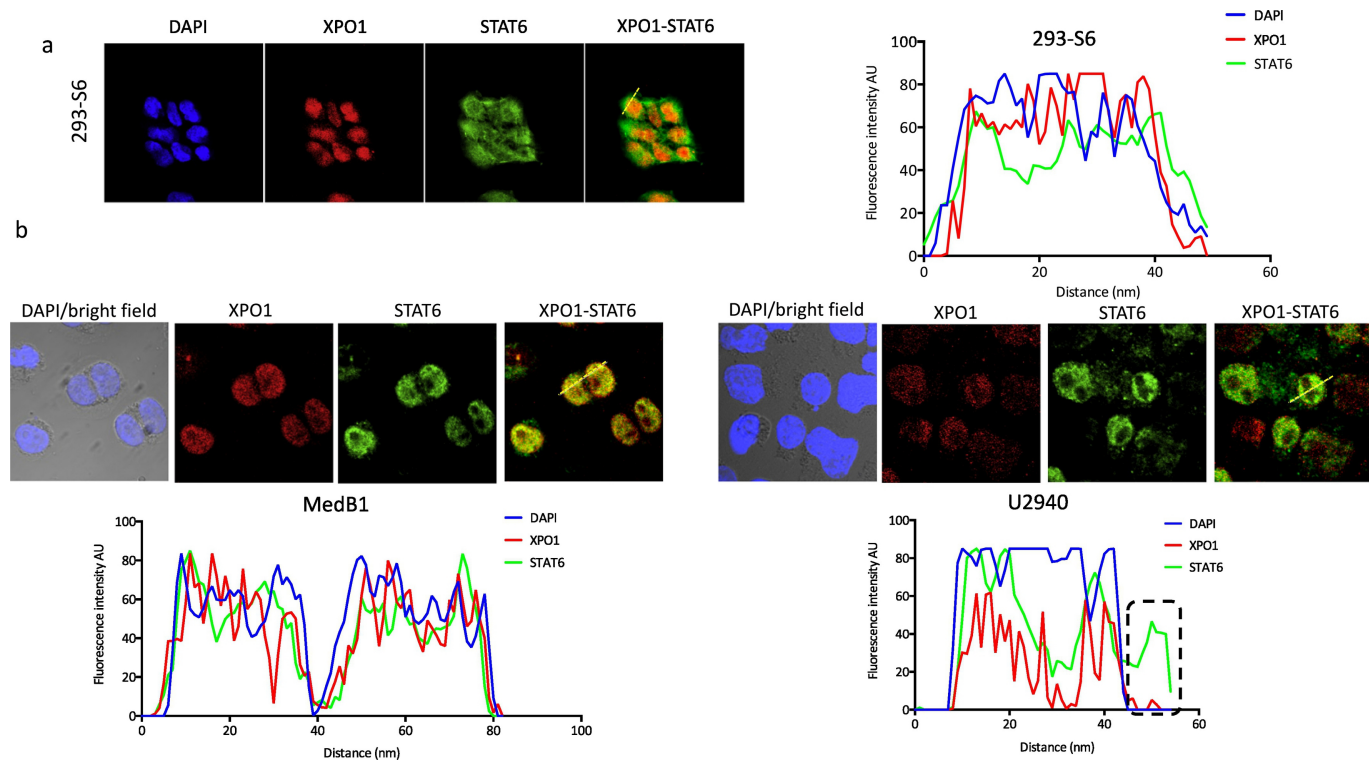 a
DAPI XPO1 STAT6 XPO1-STAT6
293-S6
293-S6
DAPI
XPO1
STAT6
Fluorescence intensity AU
100
80
60
40
20
0
0 20 40 60
Distance (nm)
b
DAPI/bright field XPO1 STAT6 XPO1-STAT6
DAPI/bright field XPO1 STAT6 XPO1-STAT6
MedB1
DAPI
XPO1
STAT6
Fluorescence intensity AU
100
80
60
40
20
0
0 20 40 60 80 100
Distance (nm)
U2940
DAPI
XPO1
STAT6
Fluorescence intensity AU
100
80
60
40
20
0
0 20 40 60
Distance (nm)